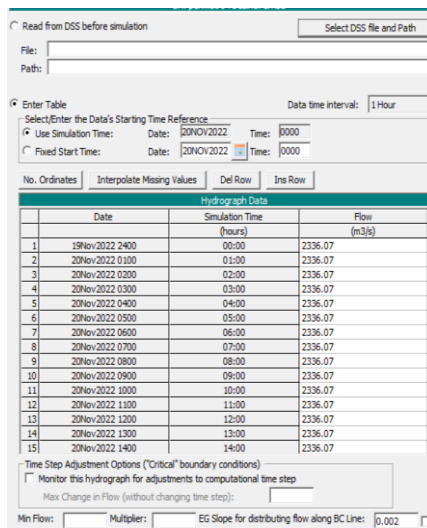 Read from DSS before simulation
Select DSS file and Path
File:
Path:
Enter Table
Data time interval: 1 Hour
Select/Enter the Data's Starting Time Reference
Use Simulation Time: Date: 20NOV2022 Time: 0000
Fixed Start Time: Date: 20NOV2022 Time: 0000
No. Ordinates Interpolate Missing Values Del Row Ins Row
Hydrograph Data
Date Simulation Time Flow
(hours) (m3/s)
1 19Nov2022 2400 00:00 2336.07
2 20Nov2022 0100 01:00 2336.07
3 20Nov2022 0200 02:00 2336.07
4 20Nov2022 0300 03:00 2336.07
5 20Nov2022 0400 04:00 2336.07
6 20Nov2022 0500 05:00 2336.07
7 20Nov2022 0600 06:00 2336.07
8 20Nov2022 0700 07:00 2336.07
9 20Nov2022 0800 08:00 2336.07
10 20Nov2022 0900 09:00 2336.07
11 20Nov2022 1000 10:00 2336.07
12 20Nov2022 1100 11:00 2336.07
13 20Nov2022 1200 12:00 2336.07
14 20Nov2022 1300 13:00 2336.07
15 20Nov2022 1400 14:00 2336.07
Time Step Adjustment Options ("Critical" boundary conditions)
Monitor this hydrograph for adjustments to computational time step
Max Change in Flow (without changing time step):
Min Flow: Multiplier: EG Slope for distributing flow along BC Line: 0.002